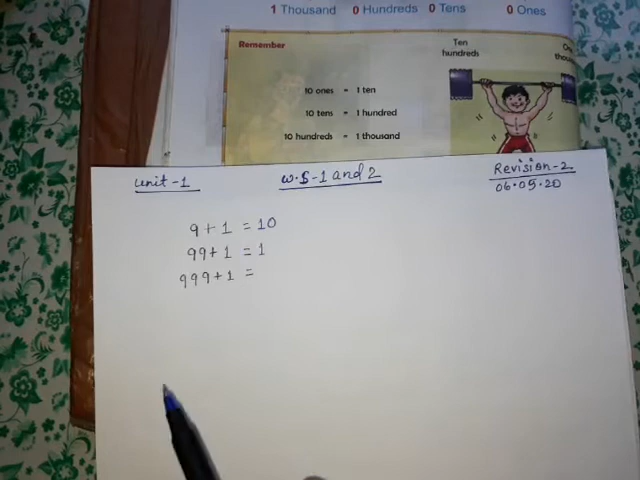 1 Thousand 0 Hundreds 0 Tens 0 Ones
Remember
Ten
hundreds
10 ones = 1 ten
10 tens = 1 hundred
10 hundreds = 1 thousand
Unit-1
W.S-1 and 2
Revision-2
06.05.20
9+1 = 10
99+1 = 1
999+1 =